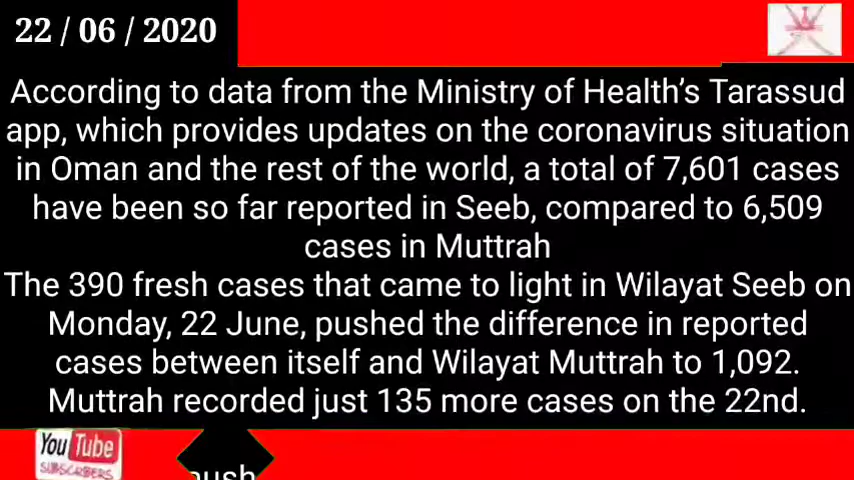 22 / 06 / 2020
According to data from the Ministry of Health’s Tarassud
app, which provides updates on the coronavirus situation
in Oman and the rest of the world, a total of 7,601 cases
have been so far reported in Seeb, compared to 6,509
cases in Muttrah
The 390 fresh cases that came to light in Wilayat Seeb on
Monday, 22 June, pushed the difference in reported
cases between itself and Wilayat Muttrah to 1,092.
Muttrah recorded just 135 more cases on the 22nd.
You Tube
SUBSCRIBERS